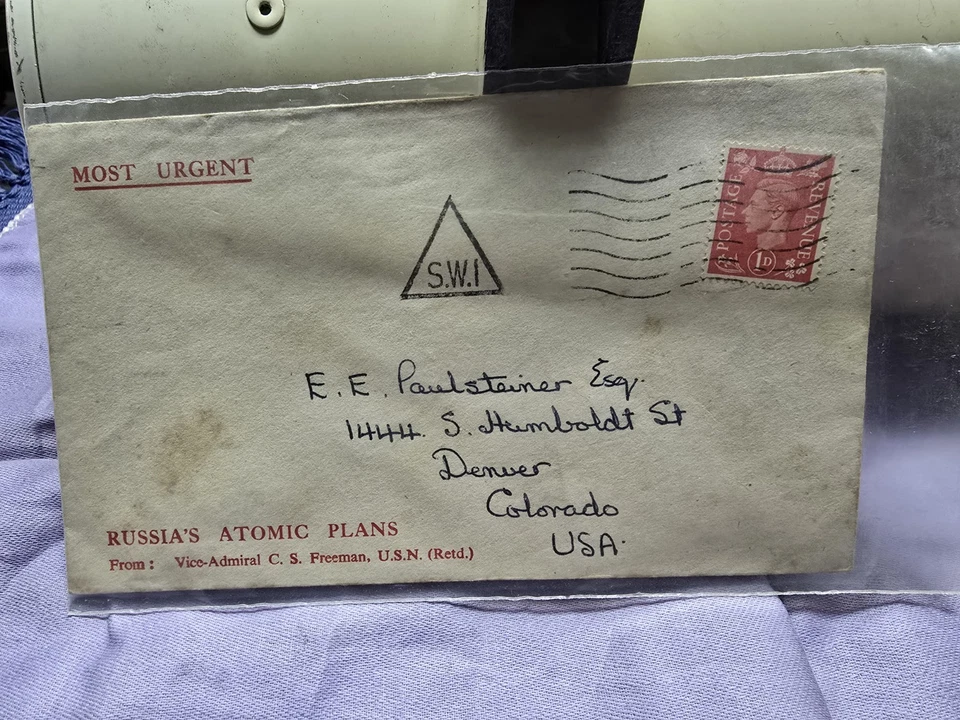 MOST URGENT
S.W.1
POSTAGE REVENUE
1D
E. E. Paulsteiner Esq.
1444. S. Humboldt St
Denver
Colorado
USA.
RUSSIA'S ATOMIC PLANS
From: Vice-Admiral C. S. Freeman, U.S.N. (Retd.)